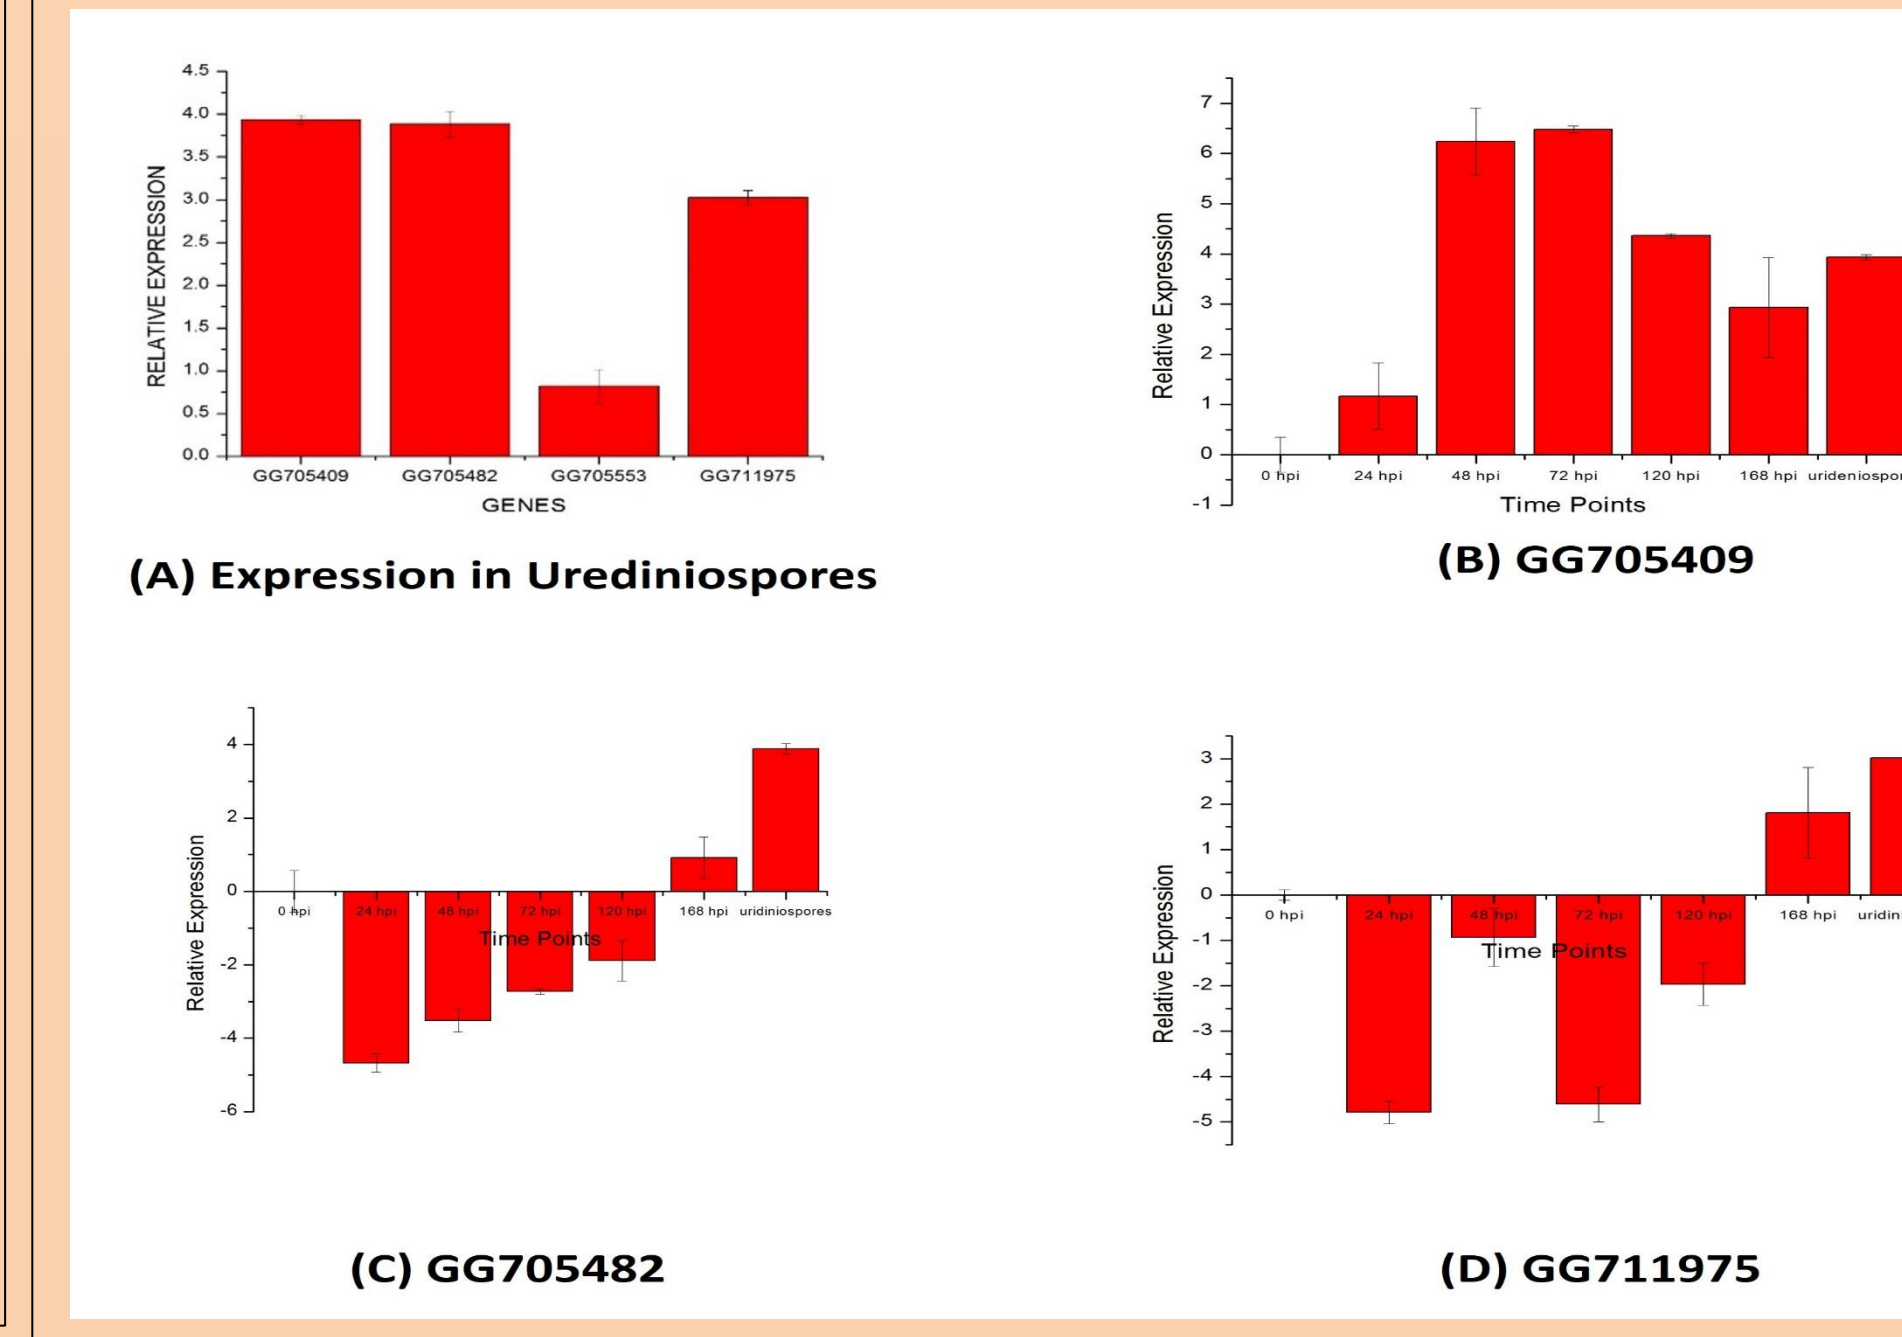 4.5
4.0
3.5
3.0
2.5
2.0
1.5
1.0
0.5
0.0
RELATIVE EXPRESSION
GG705409 GG705482 GG705553 GG711975
GENES
(A) Expression in Urediniospores
7
6
5
4
3
2
1
0
-1
Relative Expression
0 hpi 24 hpi 48 hpi 72 hpi 120 hpi 168 hpi urideniospor
Time Points
(B) GG705409
4
2
0
-2
-4
-6
Relative Expression
0 hpi 24 hpi 48 hpi 72 hpi 120 hpi 168 hpi uridiniospores
Time Points
(C) GG705482
3
2
1
0
-1
-2
-3
-4
-5
Relative Expression
0 hpi 24 hpi 48 hpi 72 hpi 120 hpi 168 hpi uridin
Time Points
(D) GG711975